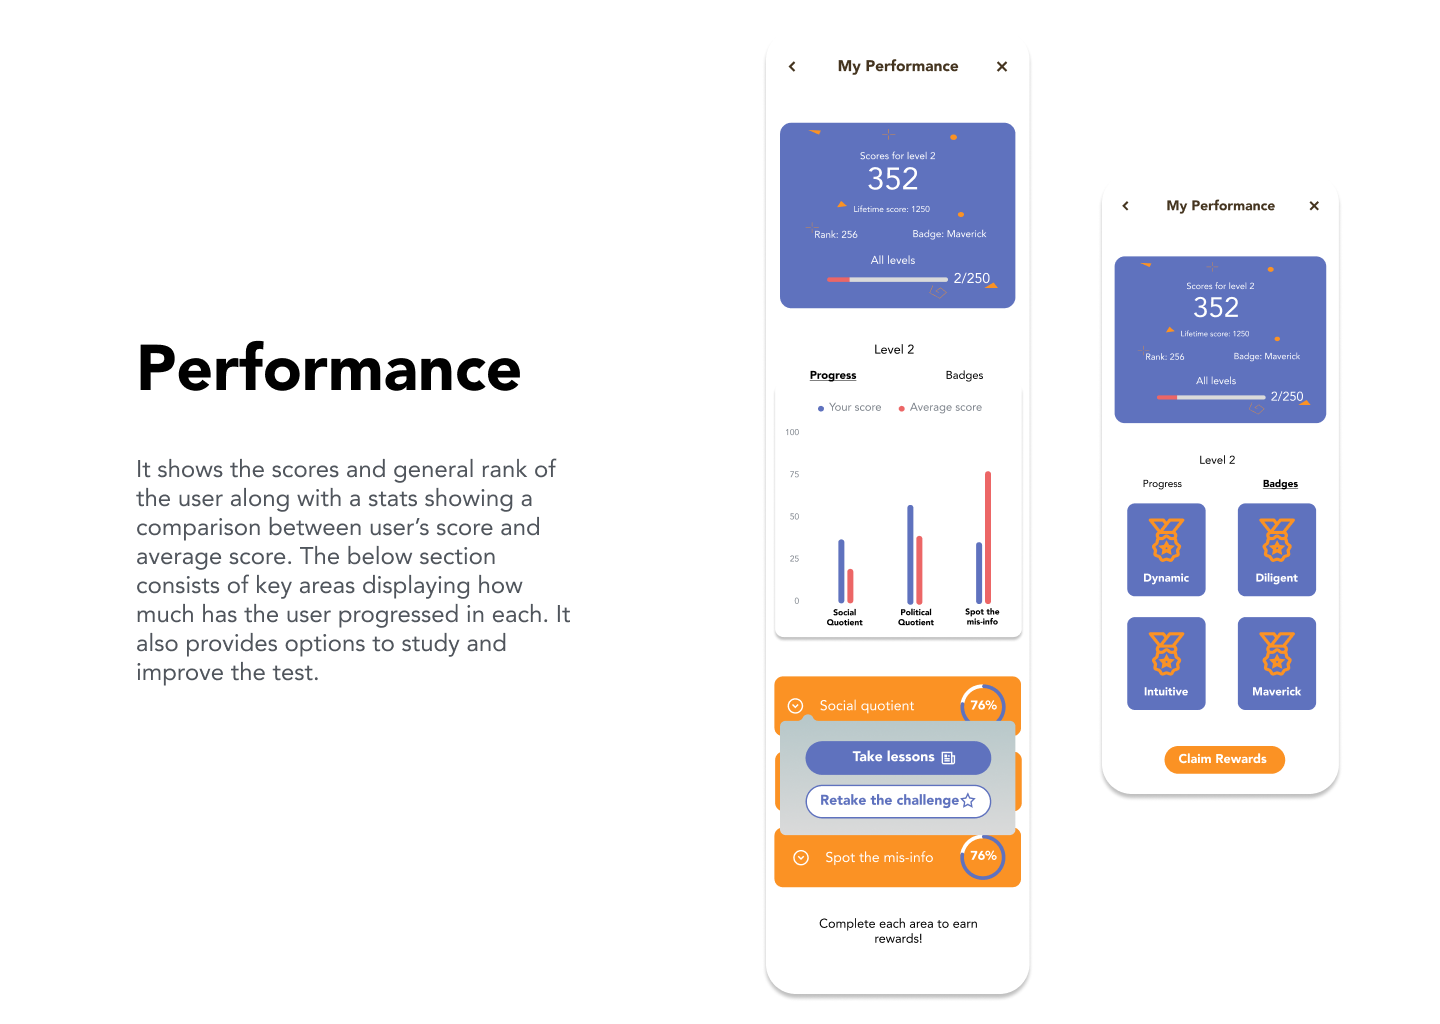 Performance
It shows the scores and general rank of
the user along with a stats showing a
comparison between user's score and
average score. The below section
consists of key areas displaying how
much has the user progressed in each. It
also provides options to study and
improve the test.
My Performance
Scores for level 2
352
Lifetime score: 1250
Rank: 256
Badge: Maverick
All levels
2/250
Level 2
Progress
Badges
Your score
Average score
100
75
50
25
0
Social
Quotient
Political
Quotient
Spot the
mis-info
Social quotient
76%
Take lessons
Retake the challenge
Spot the mis-info
76%
Complete each area to earn
rewards!
My Performance
Scores for level 2
352
Lifetime score: 1250
Rank: 256
Badge: Maverick
All levels
2/250
Level 2
Progress
Badges
Dynamic
Diligent
Intuitive
Maverick
Claim Rewards